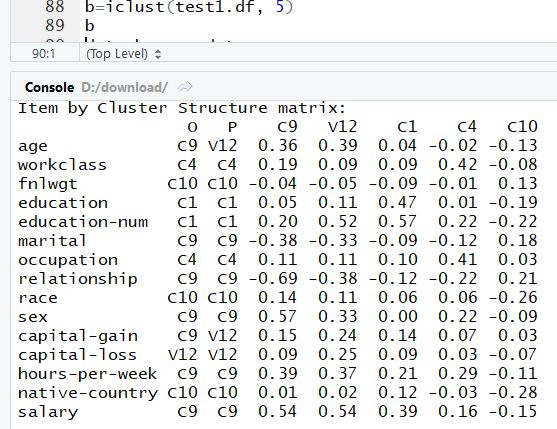 88 b=iclust(test1.df, 5)
89 b
90:1 (Top Level)
Console D:/download/
Item by Cluster Structure matrix:
O P C9 V12 C1 C4 C10
age C9 V12 0.36 0.39 0.04 -0.02 -0.13
workclass C4 C4 0.19 0.09 0.09 0.42 -0.08
fnlwgt C10 C10 -0.04 -0.05 -0.09 -0.01 0.13
education C1 C1 0.05 0.11 0.47 0.01 -0.19
education-num C1 C1 0.20 0.52 0.57 0.22 -0.22
marital C9 C9 -0.38 -0.33 -0.09 -0.12 0.18
occupation C4 C4 0.11 0.11 0.10 0.41 0.03
relationship C9 C9 -0.69 -0.38 -0.12 -0.22 0.21
race C10 C10 0.14 0.11 0.06 0.06 -0.26
sex C9 C9 0.57 0.33 0.00 0.22 -0.09
capital-gain C9 V12 0.15 0.24 0.14 0.07 0.03
capital-loss V12 V12 0.09 0.25 0.09 0.03 -0.07
hours-per-week C9 C9 0.39 0.37 0.21 0.29 -0.11
native-country C10 C10 0.01 0.02 0.12 -0.03 -0.28
salary C9 C9 0.54 0.54 0.39 0.16 -0.15